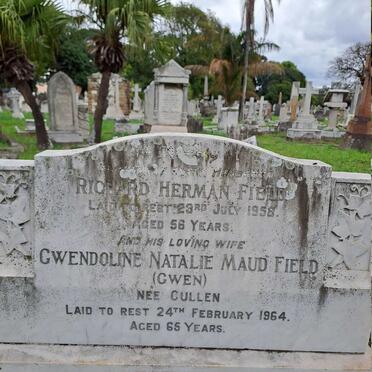 Richard Herman Field
Laid to rest 23rd July 1958.
Aged 56 Years.
and his loving wife
Gwendoline Natalie Maud Field
(Gwen)
nee Cullen
Laid to rest 24th February 1964.
Aged 65 Years.